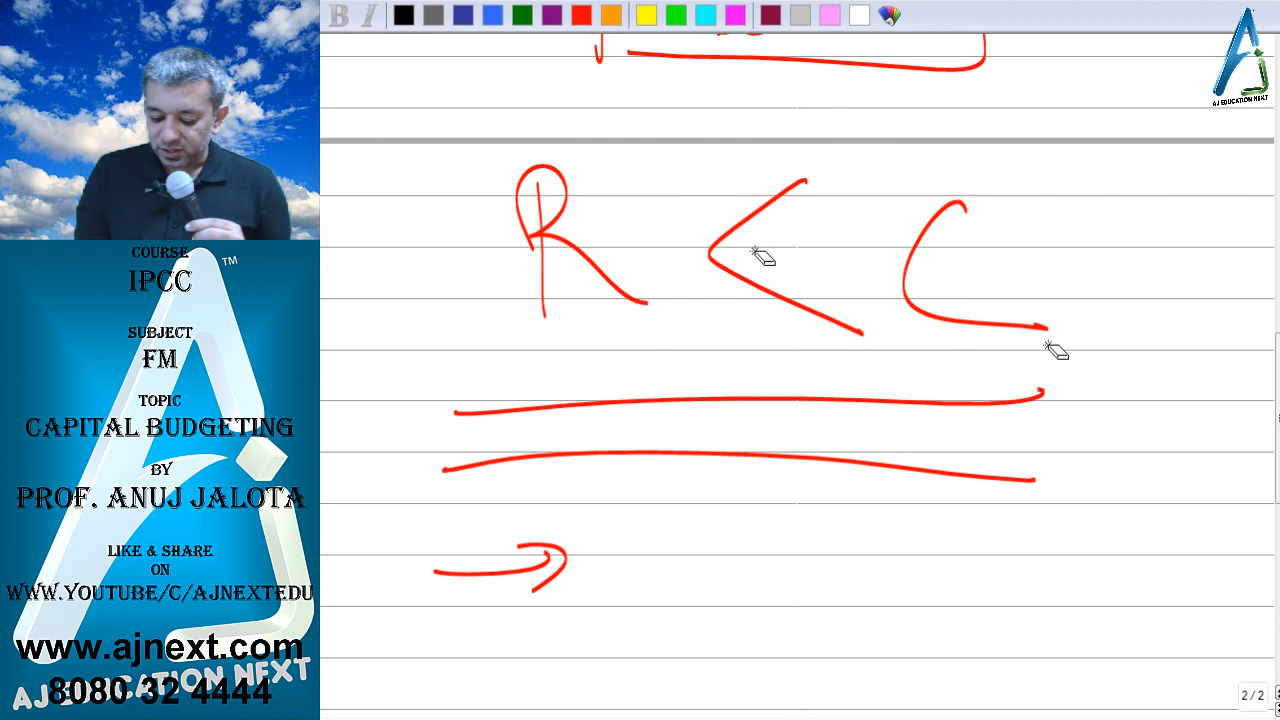 B I
AJ EDUCATION NEXT
R < C
TM
COURSE
IPCC
SUBJECT
FM
TOPIC
CAPITAL BUDGETING
BY
PROF. ANUJ JALOTA
LIKE & SHARE
ON
WWW.YOUTUBE/C/AJNEXTEDU
www.ajnext.com
AJ EDUCATION NEXT
8080 32 4444
2/2